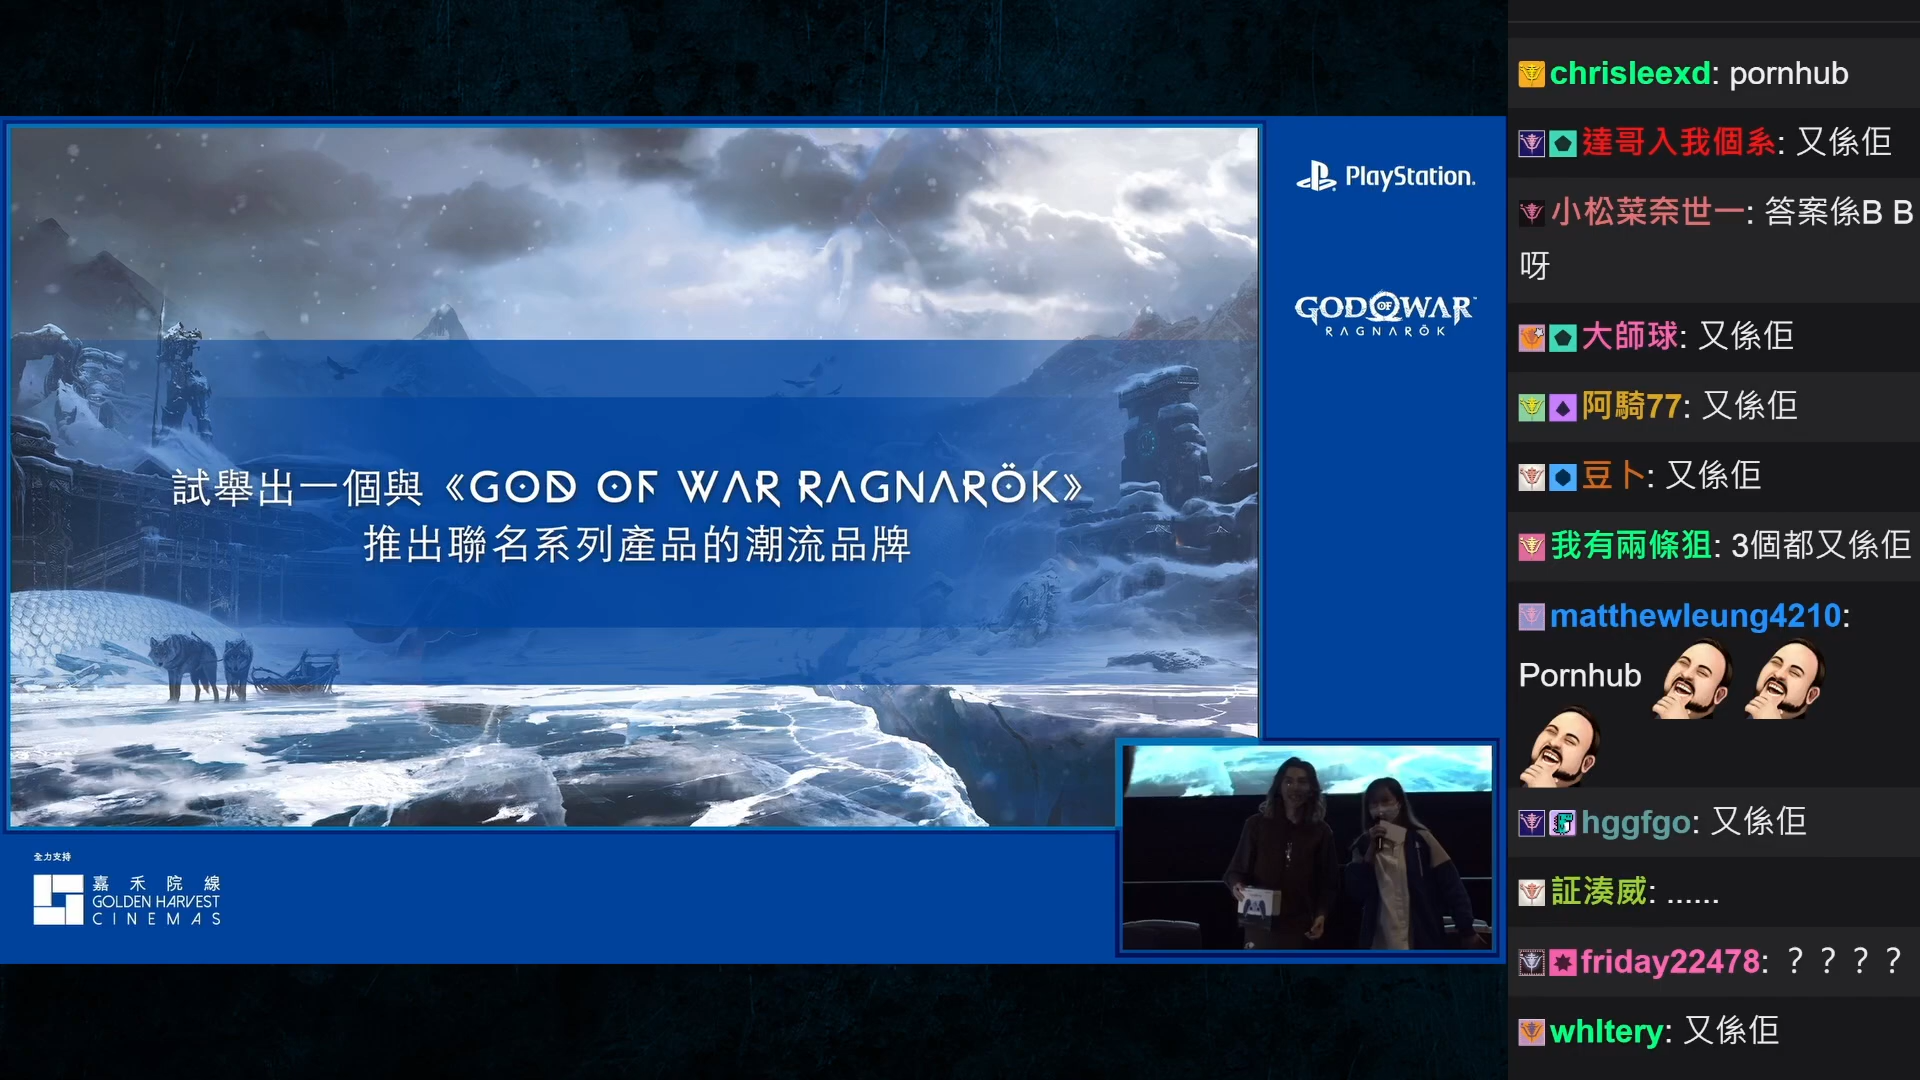 PlayStation.
GOD OF WAR
RAGNARÖK
試舉出一個與《GOD OF WAR RAGNARÖK》
推出聯名系列產品的潮流品牌
全力支持
嘉禾院線
GOLDEN HARVEST
CINEMAS
chrisleexd: pornhub
達哥入我個系: 又係佢
小松菜奈世一: 答案係B B
呀
大師球: 又係佢
阿騎77: 又係佢
豆卜: 又係佢
我有兩條狙: 3個都又係佢
matthewleung4210:
Pornhub
hggfgo: 又係佢
証湊威: ......
friday22478: ？？？？
whltery: 又係佢